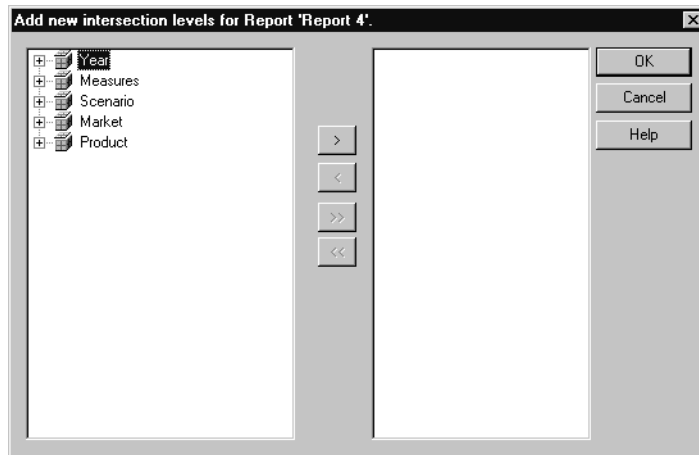 Add new intersection levels for Report 'Report 4'.
Year
Measures
Scenario
Market
Product
>
<
>>
<<
OK
Cancel
Help